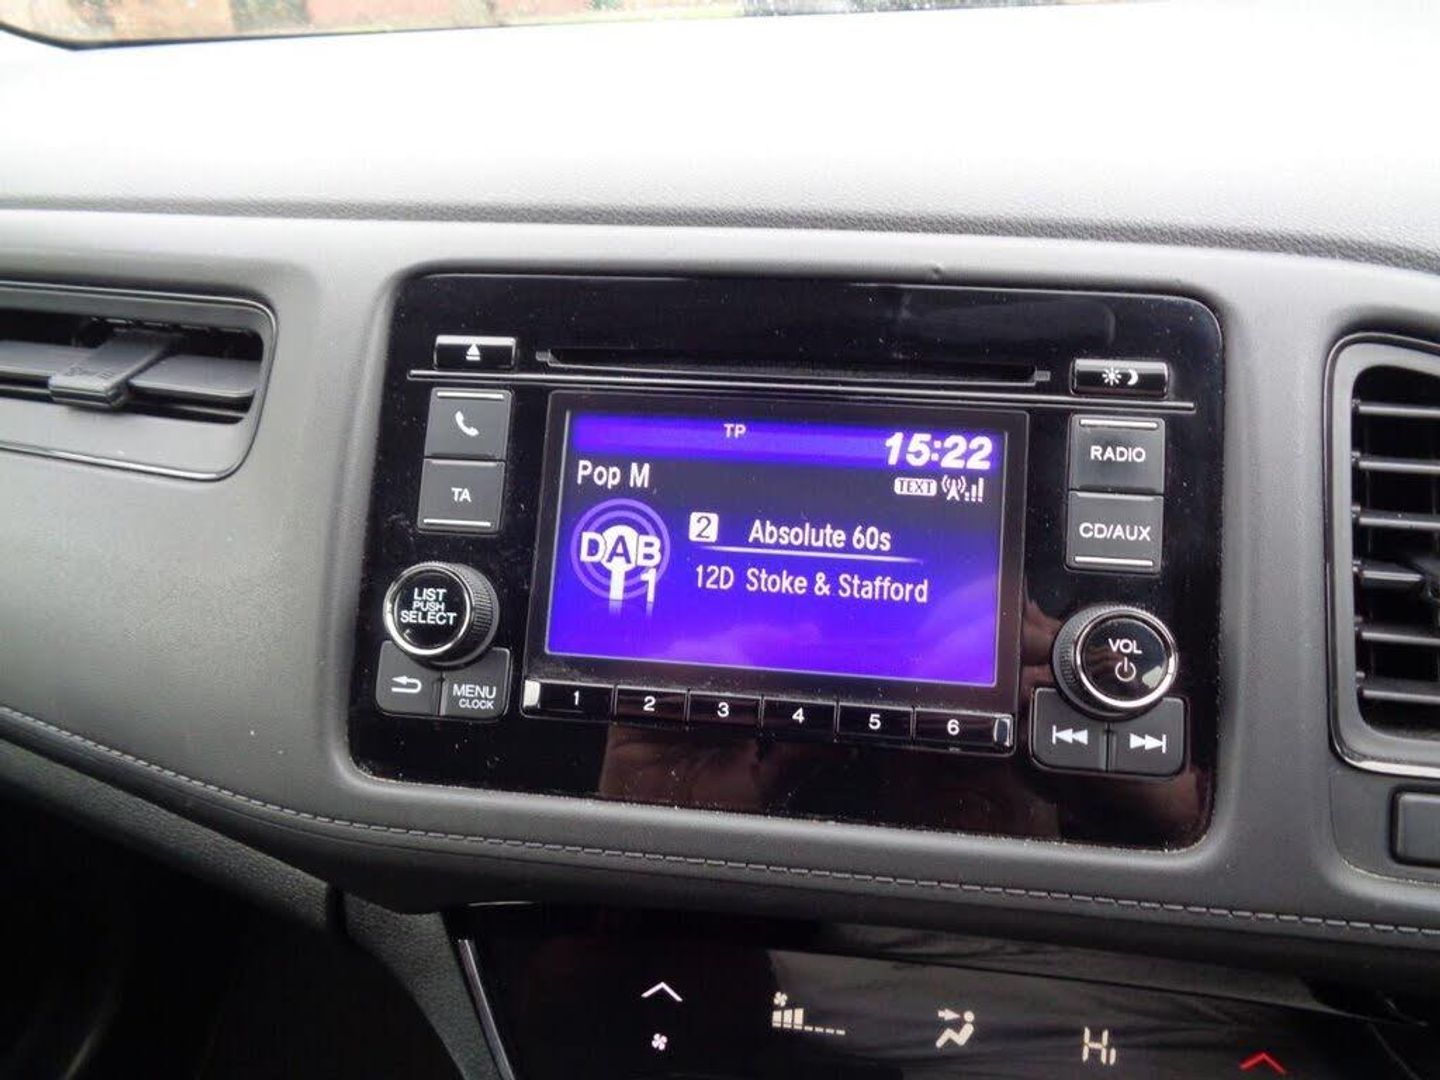 TP
15:22
Pop M
TEXT
DAB
1
2 Absolute 60s
12D Stoke & Stafford
TA
LIST
PUSH
SELECT
MENU
CLOCK
RADIO
CD/AUX
VOL
1 2 3 4 5 6
Hi